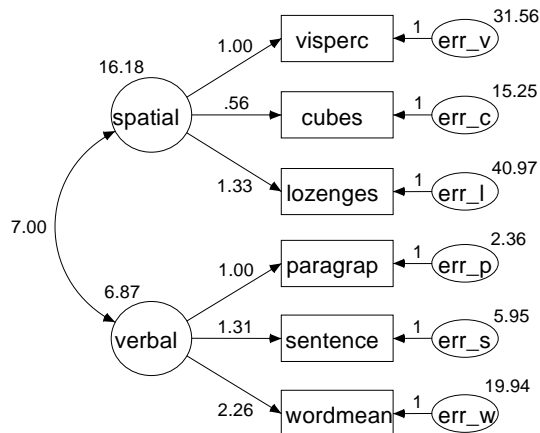 31.56
1.00
visperc
1
err_v
16.18
15.25
spatial
.56
cubes
1
err_c
40.97
1.33
lozenges
1
err_l
7.00
2.36
1.00
paragrap
1
err_p
6.87
5.95
verbal
1.31
sentence
1
err_s
19.94
2.26
wordmean
1
err_w